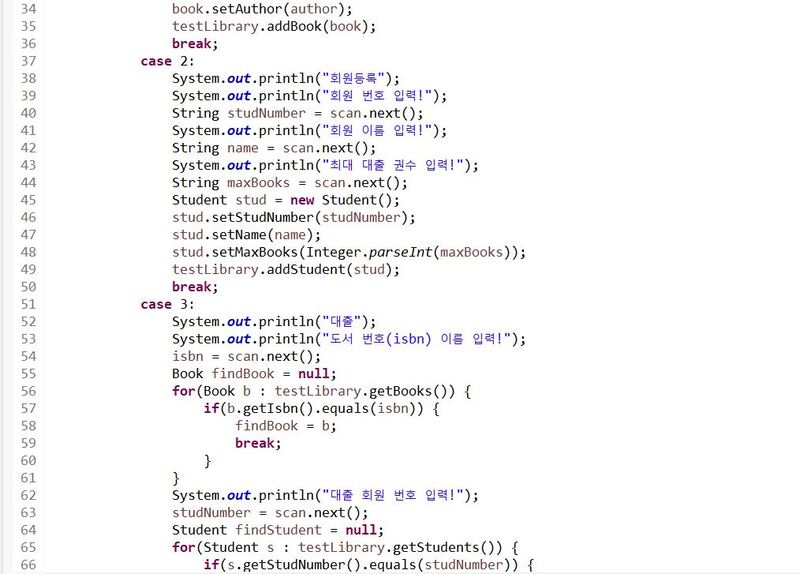 34 book.setAuthor(author);
35 testLibrary.addBook(book);
36 break;
37 case 2:
38 System.out.println("회원등록");
39 System.out.println("회원 번호 입력!");
40 String studNumber = scan.next();
41 System.out.println("회원 이름 입력!");
42 String name = scan.next();
43 System.out.println("최대 대출 권수 입력!");
44 String maxBooks = scan.next();
45 Student stud = new Student();
46 stud.setStudNumber(studNumber);
47 stud.setName(name);
48 stud.setMaxBooks(Integer.parseInt(maxBooks));
49 testLibrary.addStudent(stud);
50 break;
51 case 3:
52 System.out.println("대출");
53 System.out.println("도서 번호(isbn) 이름 입력!");
54 isbn = scan.next();
55 Book findBook = null;
56 for(Book b : testLibrary.getBooks()) {
57 if(b.getIsbn().equals(isbn)) {
58 findBook = b;
59 break;
60 }
61 }
62 System.out.println("대출 회원 번호 입력!");
63 studNumber = scan.next();
64 Student findStudent = null;
65 for(Student s : testLibrary.getStudents()) {
66 if(s.getStudNumber().equals(studNumber)) {